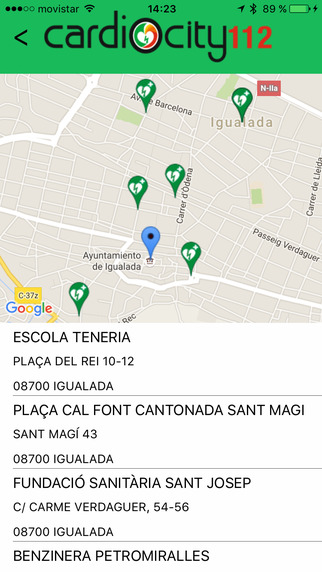 movistar 14:23 89 %
< cardiocity112
N-IIa
Av de Barcelona
Igualada
Carrer de Lleida
Carrer d'Òdena
Passeig Verdaguer
Ayuntamiento
de Igualada
C-37z
Google
Rec
ESCOLA TENERIA
PLAÇA DEL REI 10-12
08700 IGUALADA
PLAÇA CAL FONT CANTONADA SANT MAGI
SANT MAGÍ 43
08700 IGUALADA
FUNDACIÓ SANITÀRIA SANT JOSEP
C/ CARME VERDAGUER, 54-56
08700 IGUALADA
BENZINERA PETROMIRALLES